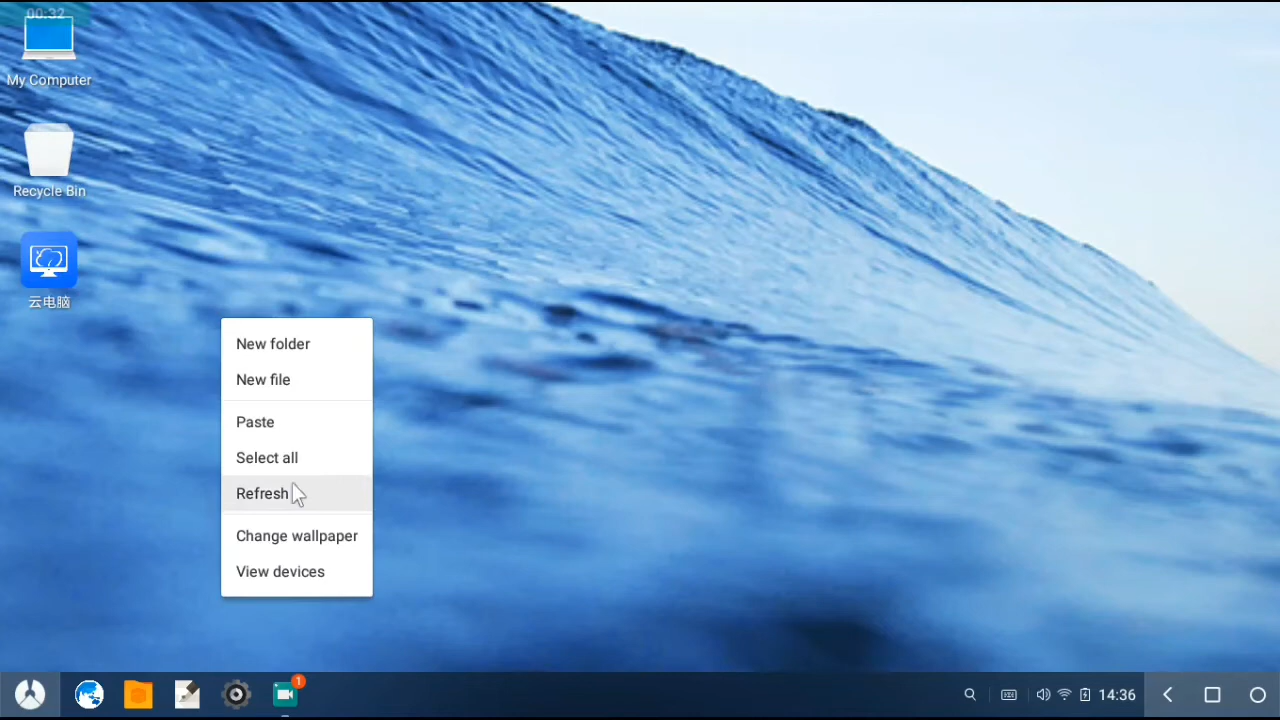 00:32
My Computer
Recycle Bin
云电脑
New folder
New file
Paste
Select all
Refresh
Change wallpaper
View devices
1
14:36